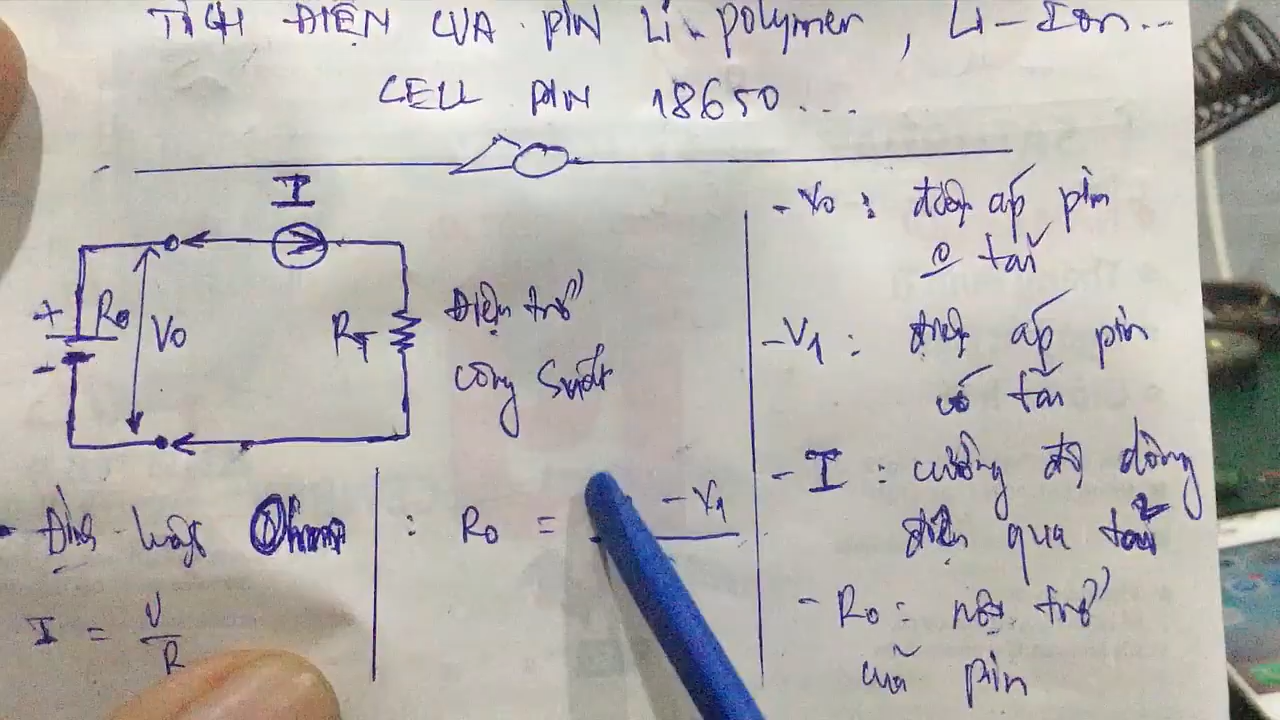 TÍCH ĐIỆN CỦA PIN Li-polymer, Li-Ion...
CELL PIN 18650...
I
+
-
R0
V0
RT
Điện trở
công suất
- V0 : điện áp pin
0 tải
- V1 : điện áp pin
có tải
- I : cường độ dòng
điện qua tải
- R0 : nội trở
của pin
- Định luật Ohm
I = V/R
: R0 =
- V1